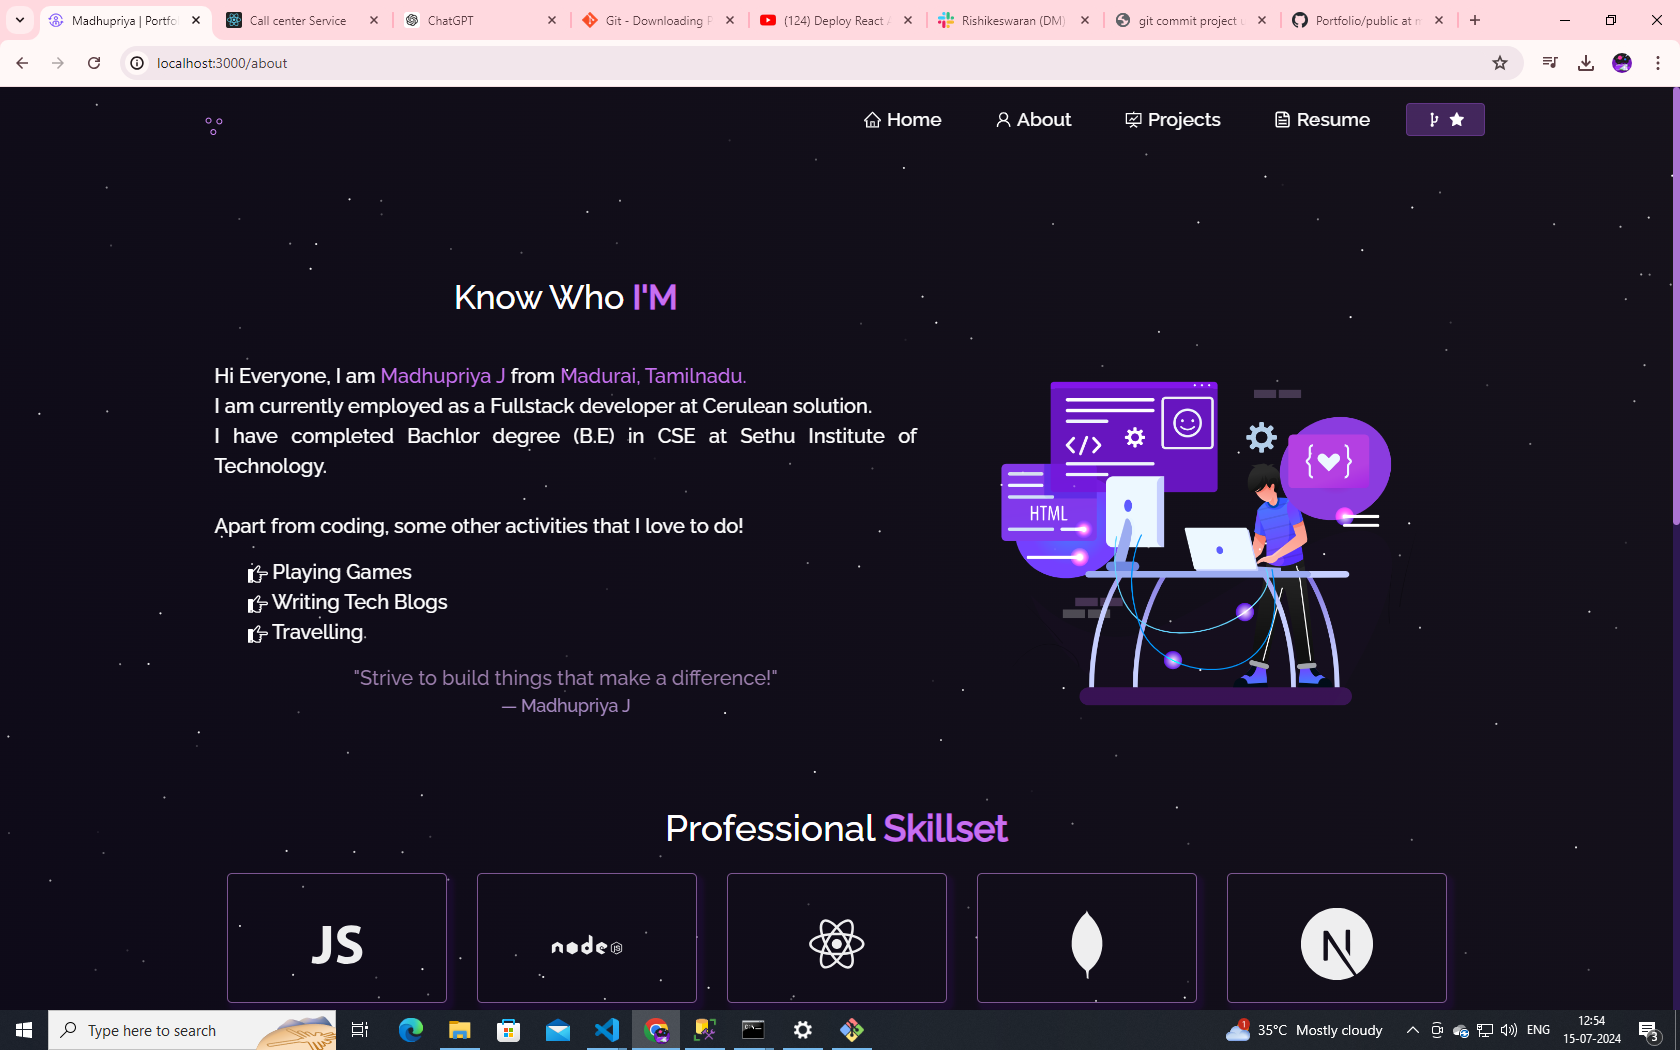 Madhupriya | Portfo
Call center Service
ChatGPT
Git - Downloading P
(124) Deploy React A
Rishikeswaran (DM)
git commit project u
Portfolio/public at m
localhost:3000/about
Home
About
Projects
Resume
Know Who I'M
Hi Everyone, I am Madhupriya J from Madurai, Tamilnadu.
I am currently employed as a Fullstack developer at Cerulean solution.
I have completed Bachlor degree (B.E) in CSE at Sethu Institute of
Technology.
Apart from coding, some other activities that I love to do!
Playing Games
Writing Tech Blogs
Travelling
"Strive to build things that make a difference!"
— Madhupriya J
HTML
Professional Skillset
JS
node JS
N
Type here to search
1
35°C Mostly cloudy
ENG
12:54
15-07-2024
3